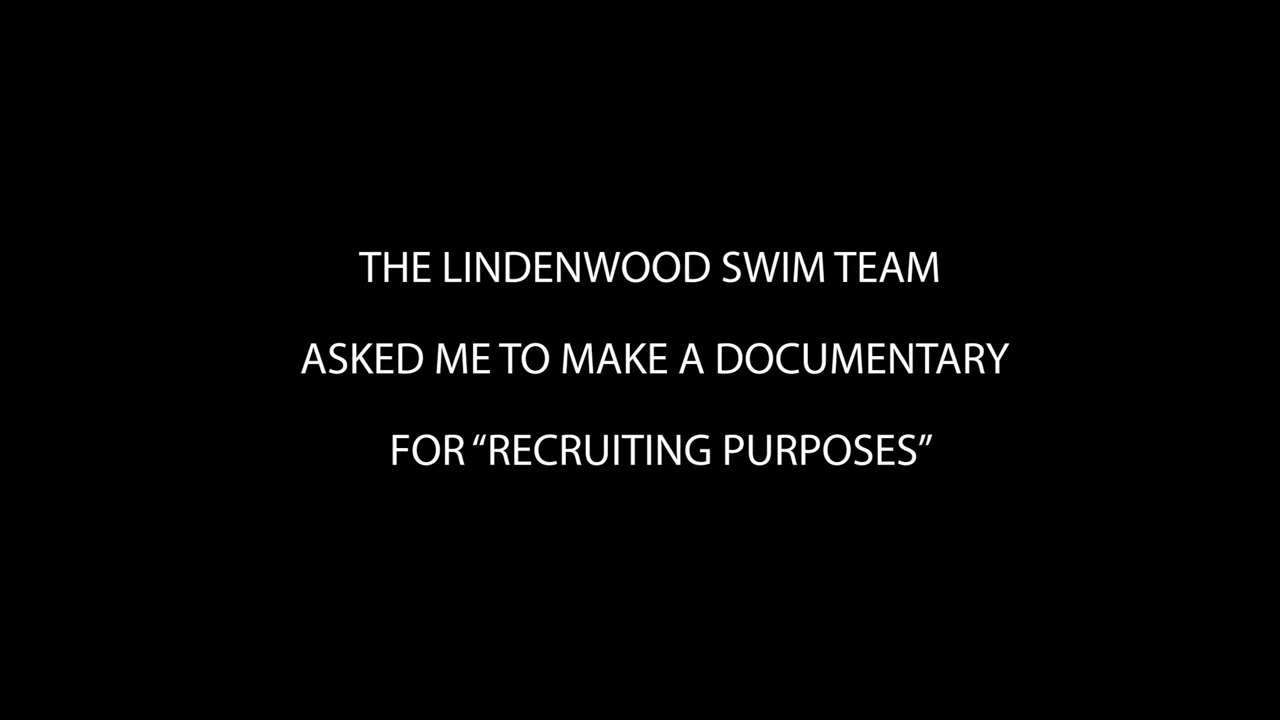 THE LINDENWOOD SWIM TEAM
ASKED ME TO MAKE A DOCUMENTARY
FOR “RECRUITING PURPOSES”